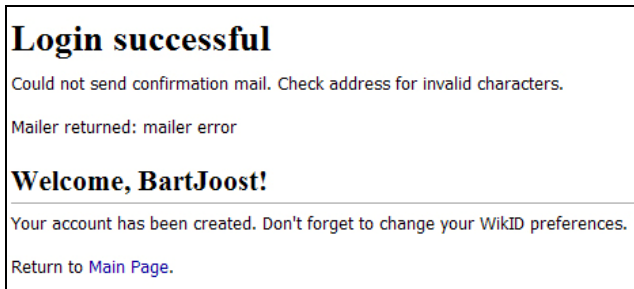 Login successful
Could not send confirmation mail. Check address for invalid characters.
Mailer returned: mailer error
Welcome, BartJoost!
Your account has been created. Don't forget to change your WikID preferences.
Return to Main Page.